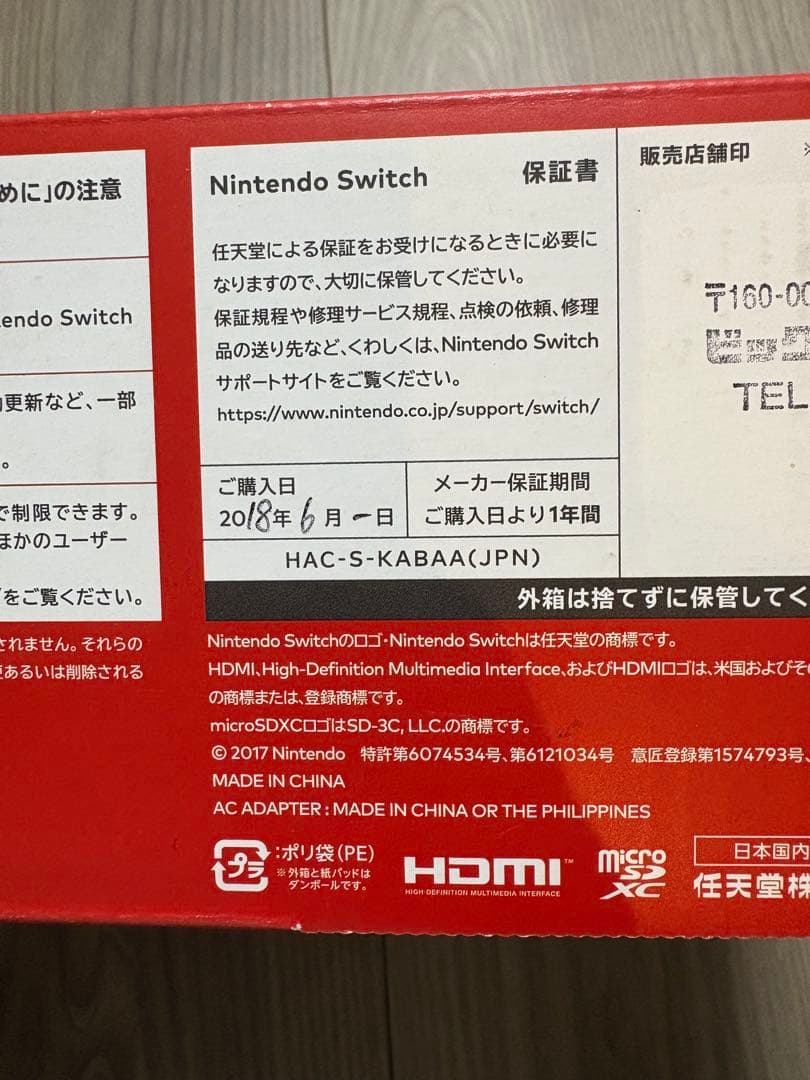 めに」の注意
endo Switch
更新など、一部
。
で制限できます。
ほかのユーザー
をご覧ください。
されません。それらの
あるいは削除される
Nintendo Switch 保証書
任天堂による保証をお受けになるときに必要に
なりますので、大切に保管してください。
保証規程や修理サービス規程、点検の依頼、修理
品の送り先など、くわしくは、Nintendo Switch
サポートサイトをご覧ください。
https://www.nintendo.co.jp/support/switch/
ご購入日
2018年6月一日
メーカー保証期間
ご購入日より1年間
HAC-S-KABAA(JPN)
販売店舗印
〒160-00
ビック
TEL
外箱は捨てずに保管してく
Nintendo Switchのロゴ・Nintendo Switchは任天堂の商標です。
HDMI、High-Definition Multimedia Interface、およびHDMIロゴは、米国およびそ
の商標または、登録商標です。
microSDXCロゴはSD-3C, LLC.の商標です。
© 2017 Nintendo 特許第6074534号、第6121034号 意匠登録第1574793号、
MADE IN CHINA
AC ADAPTER : MADE IN CHINA OR THE PHILIPPINES
プラ :ポリ袋(PE)
※外箱と紙パッドは
ダンボールです。
HDMI™
HIGH-DEFINITION MULTIMEDIA INTERFACE
micro
SD
XC
日本国内
任天堂株